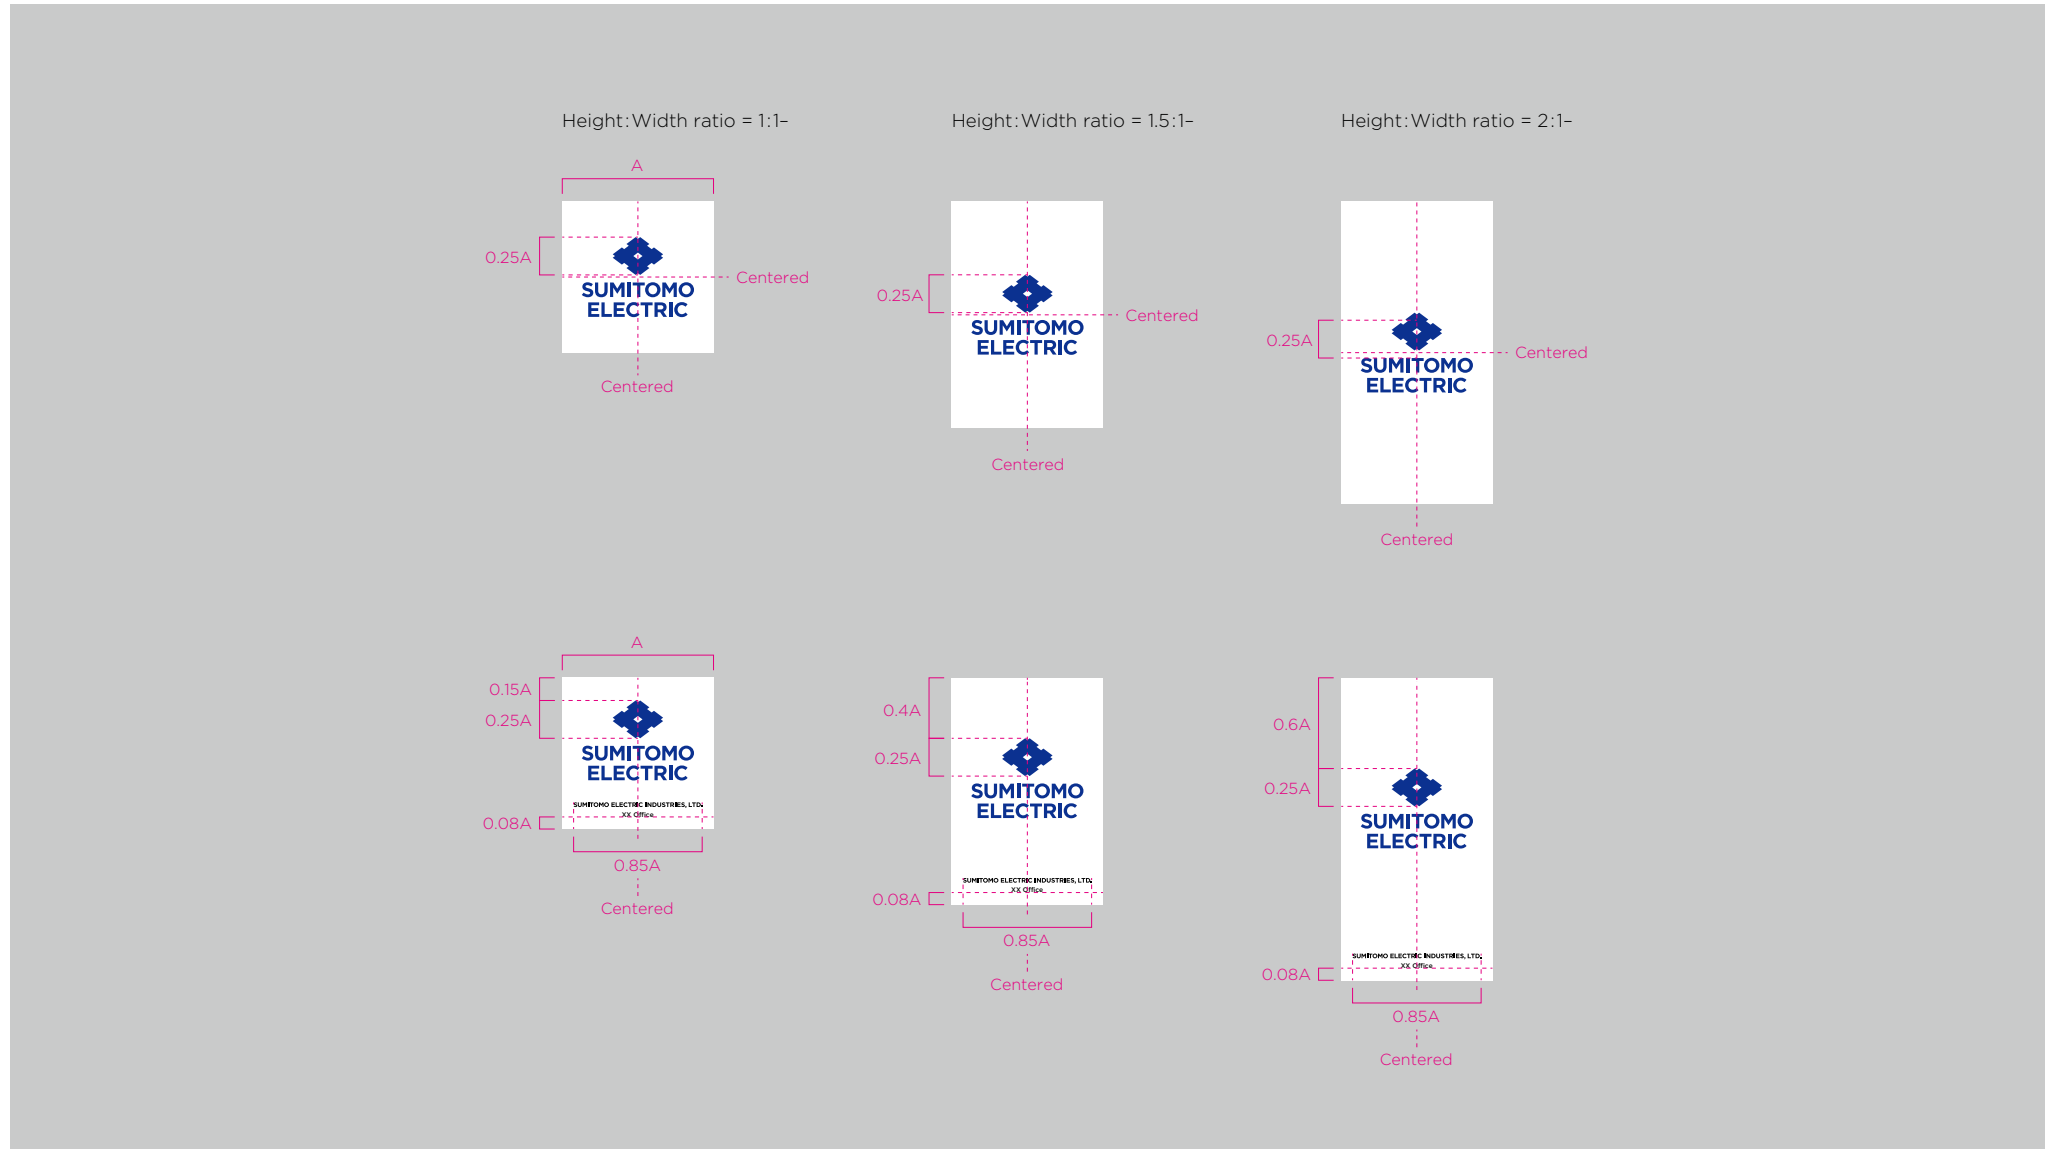 Height:Width ratio = 1:1–
Height:Width ratio = 1.5:1–
Height:Width ratio = 2:1–
A
0.25A
SUMITOMO
ELECTRIC
Centered
Centered
0.25A
SUMITOMO
ELECTRIC
Centered
Centered
0.25A
SUMITOMO
ELECTRIC
Centered
Centered
A
0.15A
0.25A
SUMITOMO
ELECTRIC
SUMITOMO ELECTRIC INDUSTRIES, LTD.
XX Office
0.08A
0.85A
Centered
0.4A
0.25A
SUMITOMO
ELECTRIC
SUMITOMO ELECTRIC INDUSTRIES, LTD.
XX Office
0.08A
0.85A
Centered
0.6A
0.25A
SUMITOMO
ELECTRIC
SUMITOMO ELECTRIC INDUSTRIES, LTD.
XX Office
0.08A
0.85A
Centered